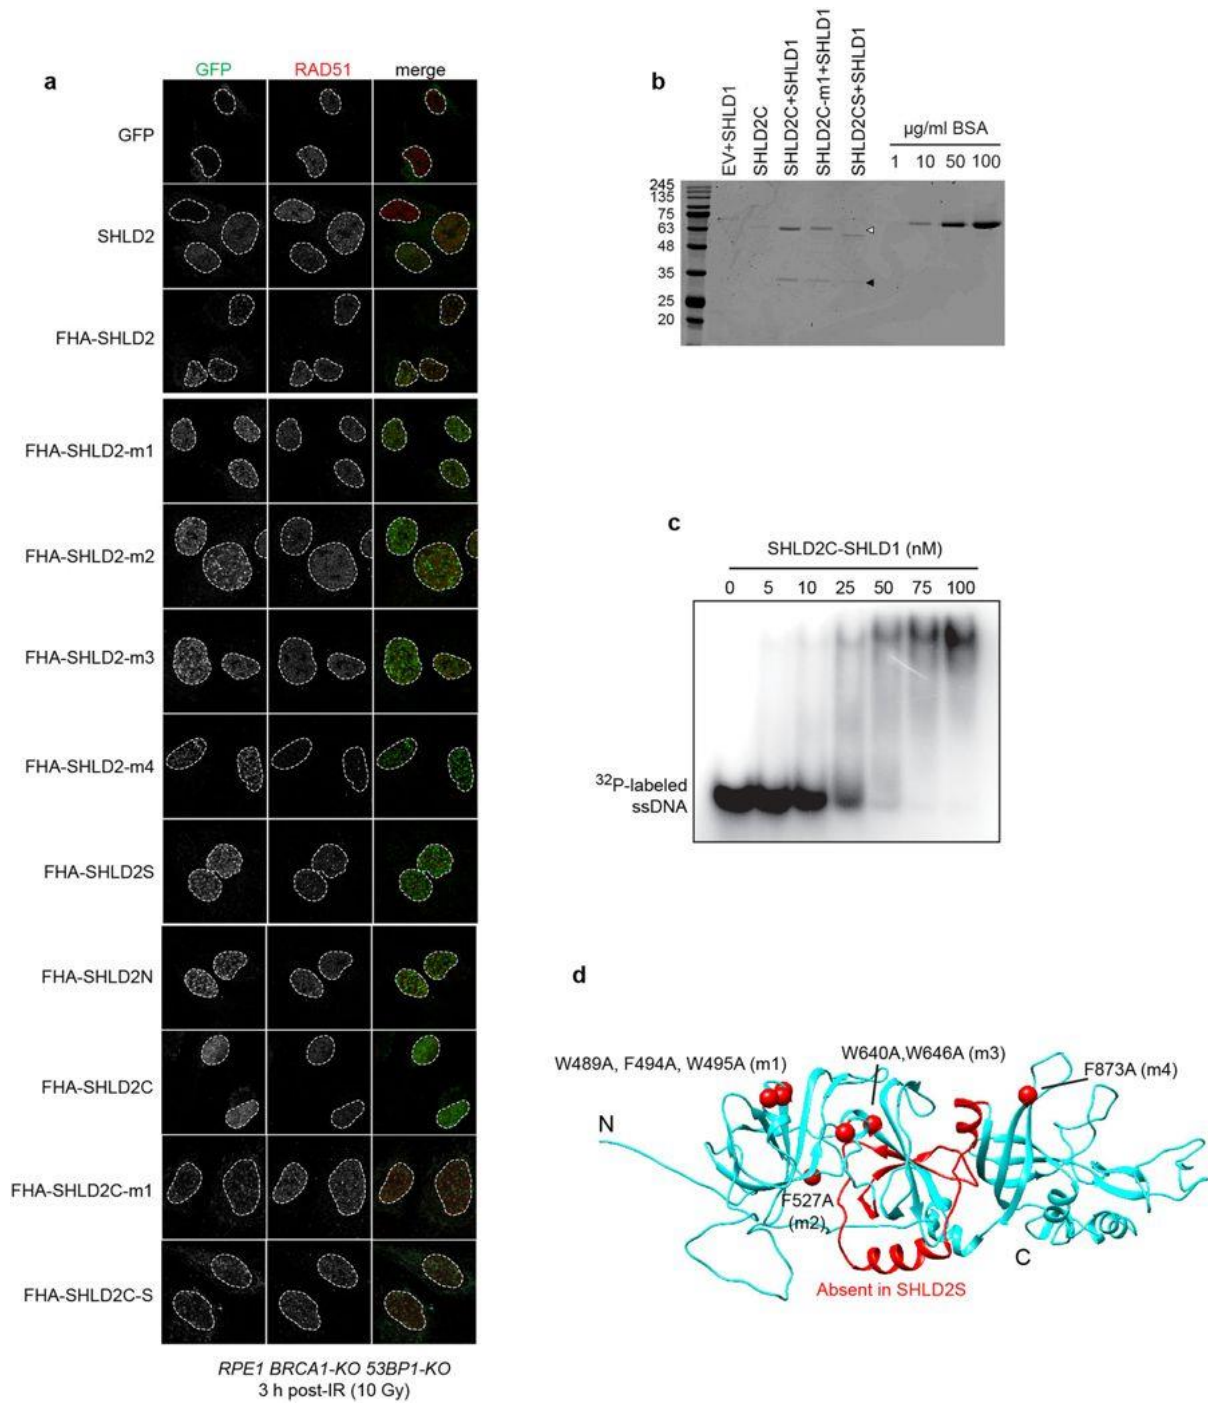 a
GFP RAD51 merge
GFP
SHLD2
FHA-SHLD2
FHA-SHLD2-m1
FHA-SHLD2-m2
FHA-SHLD2-m3
FHA-SHLD2-m4
FHA-SHLD2S
FHA-SHLD2N
FHA-SHLD2C
FHA-SHLD2C-m1
FHA-SHLD2C-S
RPE1 BRCA1-KO 53BP1-KO
3 h post-IR (10 Gy)
b
EV+SHLD1
SHLD2C
SHLD2C+SHLD1
SHLD2C-m1+SHLD1
SHLD2CS+SHLD1
µg/ml BSA
1 10 50 100
245
135
75
63
48
35
25
20
c
SHLD2C-SHLD1 (nM)
0 5 10 25 50 75 100
32P-labeled
ssDNA
d
W489A, F494A, W495A (m1)
W640A,W646A (m3)
F873A (m4)
N
F527A
(m2)
C
Absent in SHLD2S